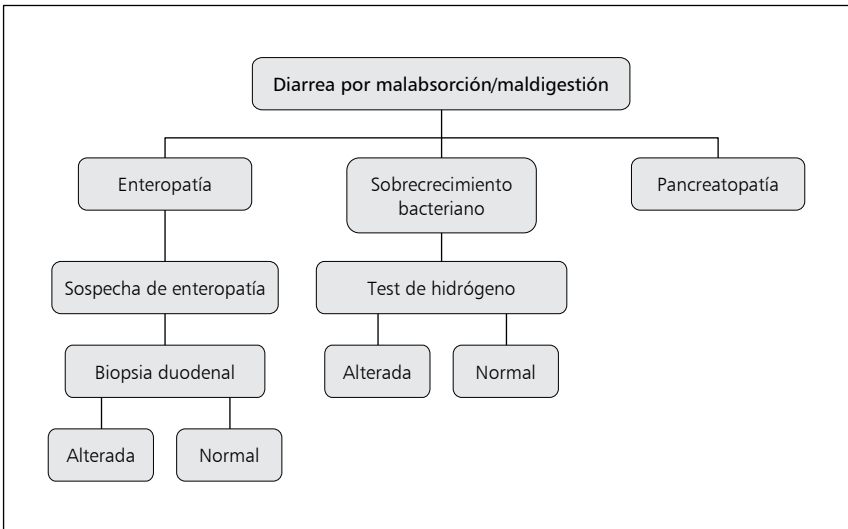 Diarrea por malabsorción/maldigestión
Enteropatía
Sobrecrecimiento
bacteriano
Pancreatopatía
Sospecha de enteropatía
Test de hidrógeno
Biopsia duodenal
Alterada
Normal
Alterada
Normal